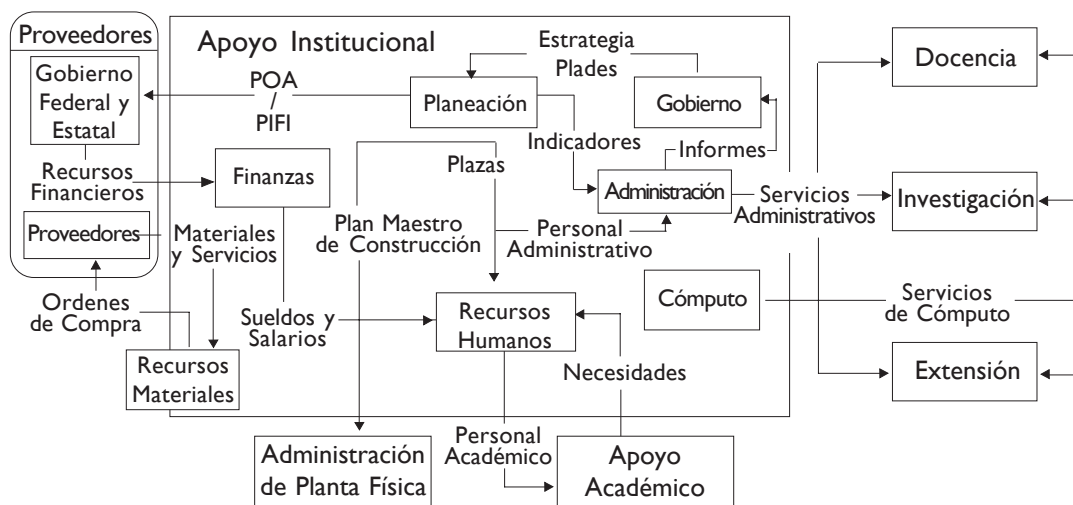 Proveedores
Gobierno
Federal y
Estatal
Recursos
Financieros
Proveedores
Ordenes
de Compra
Apoyo Institucional
POA
/
PIFI
Planeación
Estrategia
Plades
Gobierno
Indicadores
Informes
Finanzas
Plazas
Administración
Servicios
Administrativos
Materiales
y Servicios
Plan Maestro
de Construcción
Personal
Administrativo
Sueldos y
Salarios
Recursos
Humanos
Cómputo
Servicios
de Cómputo
Recursos
Materiales
Necesidades
Personal
Académico
Administración
de Planta Física
Apoyo
Académico
Docencia
Investigación
Extensión